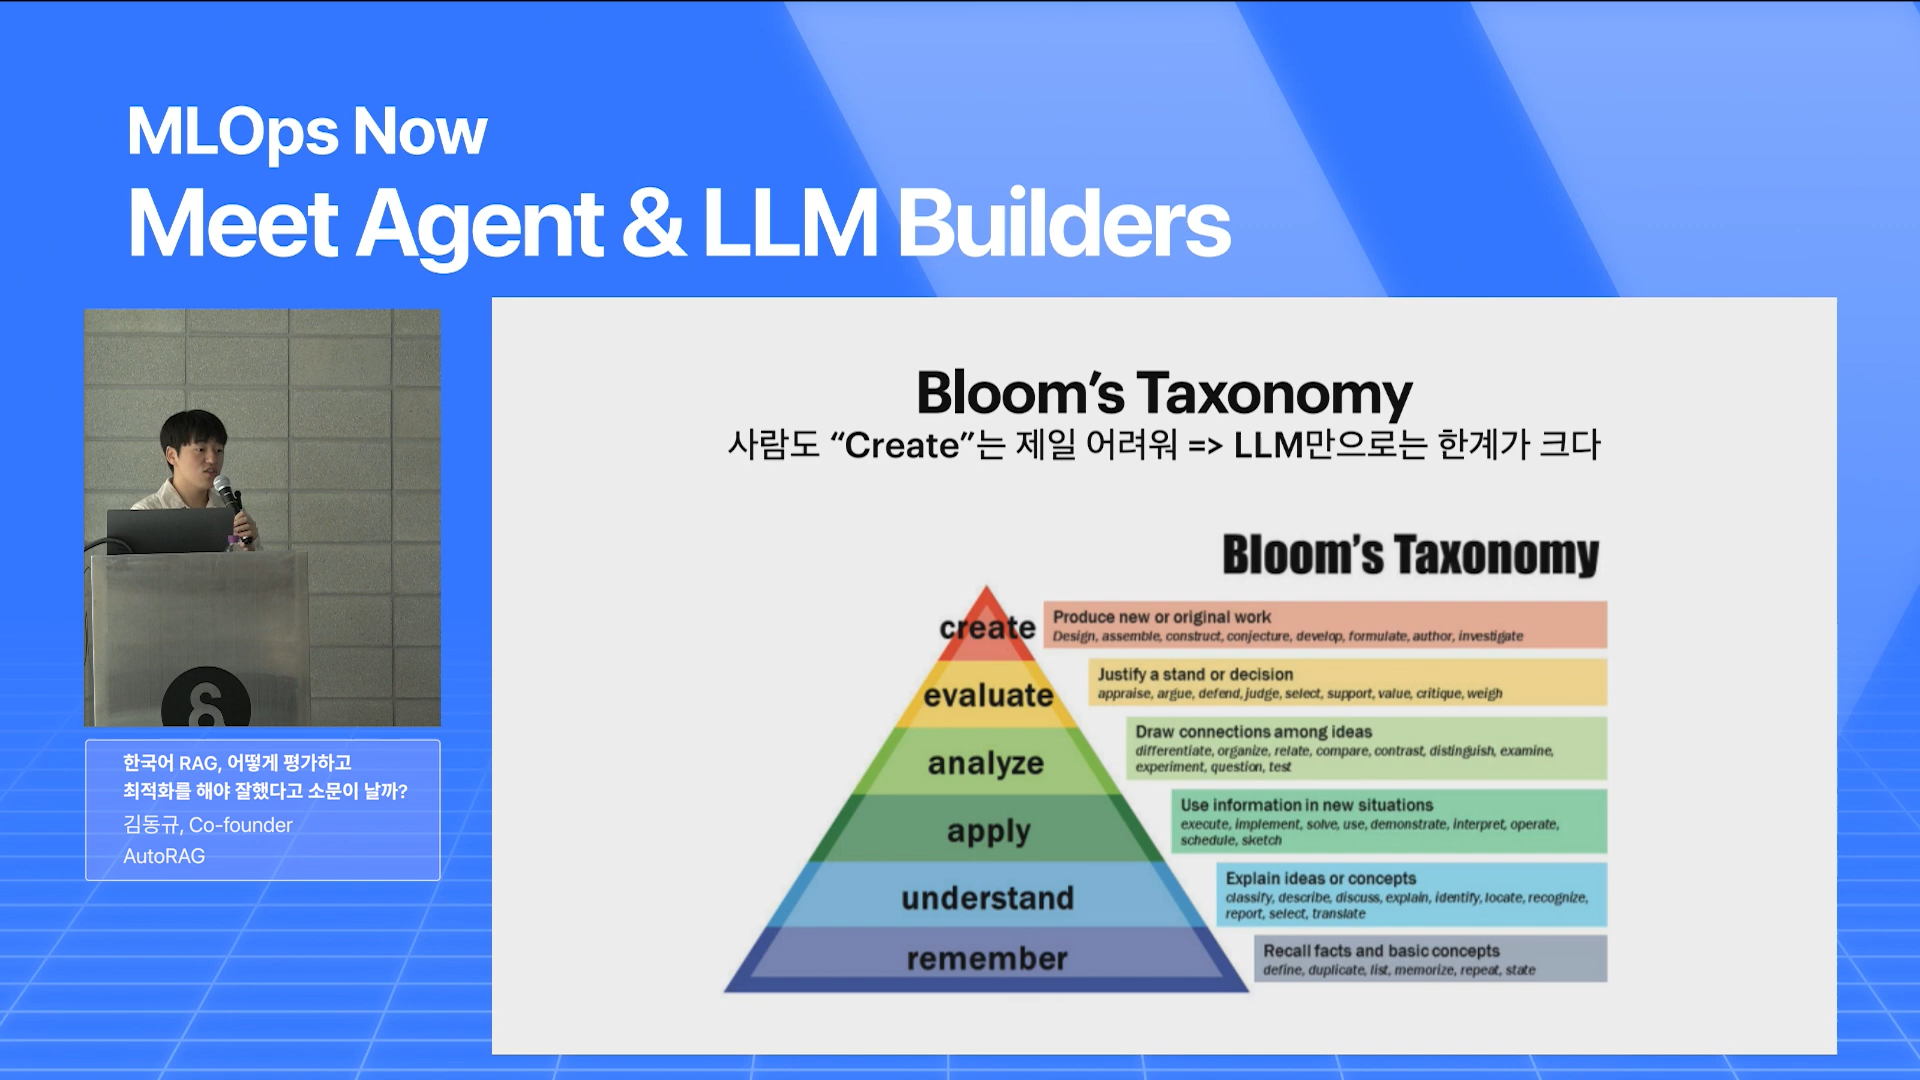 MLOps Now
Meet Agent & LLM Builders
한국어 RAG, 어떻게 평가하고
최적화를 해야 잘했다고 소문이 날까?
김동규, Co-founder
AutoRAG
Bloom’s Taxonomy
사람도 “Create”는 제일 어려워 => LLM만으로는 한계가 크다
Bloom’s Taxonomy
create
Produce new or original work
Design, assemble, construct, conjecture, develop, formulate, author, investigate
evaluate
Justify a stand or decision
appraise, argue, defend, judge, select, support, value, critique, weigh
analyze
Draw connections among ideas
differentiate, organize, relate, compare, contrast, distinguish, examine,
experiment, question, test
apply
Use information in new situations
execute, implement, solve, use, demonstrate, interpret, operate,
schedule, sketch
understand
Explain ideas or concepts
classify, describe, discuss, explain, identify, locate, recognize,
report, select, translate
remember
Recall facts and basic concepts
define, duplicate, list, memorize, repeat, state